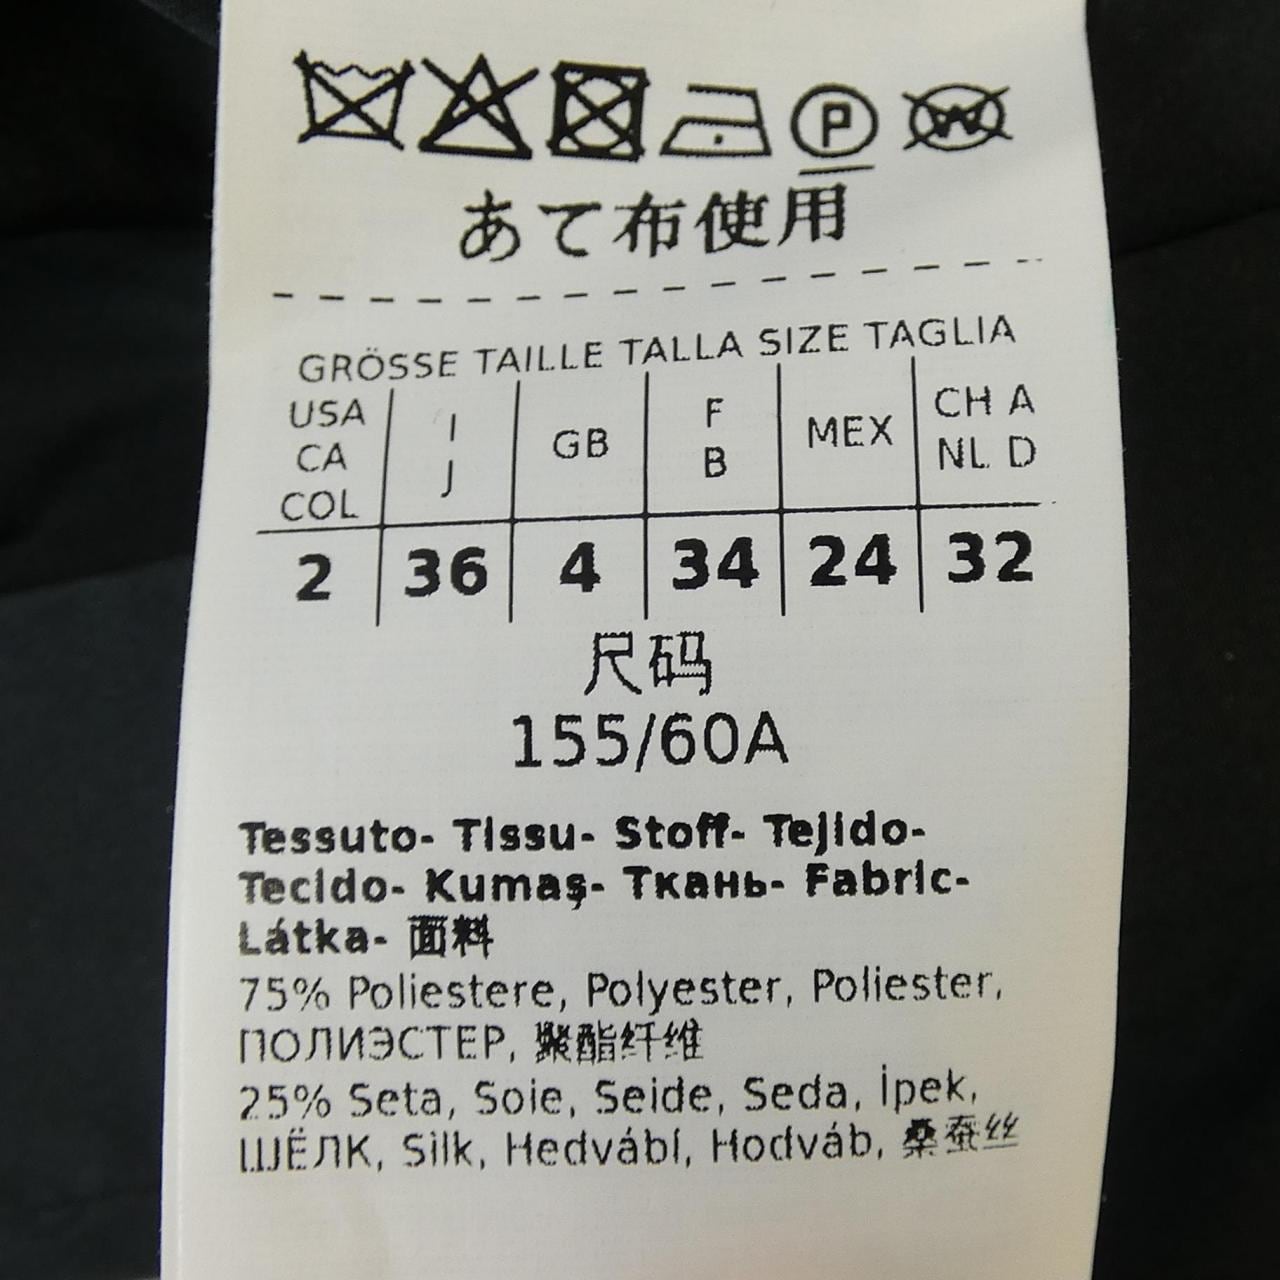 P W
あて布使用
GRÖSSE TAILLE TALLA SIZE TAGLIA
USA CA COL I J GB F B MEX CH A NL D
2 36 4 34 24 32
尺码
155/60A
Tessuto- Tissu- Stoff- Tejido-
Tecido- Kumaş- Ткань- Fabric-
Látka- 面料
75% Poliestere, Polyester, Poliester,
ПОЛИЭСТЕР, 聚酯纤维
25% Seta, Soie, Seide, Seda, İpek,
ШЁЛК, Silk, Hedvábí, Hodváb, 桑蚕丝